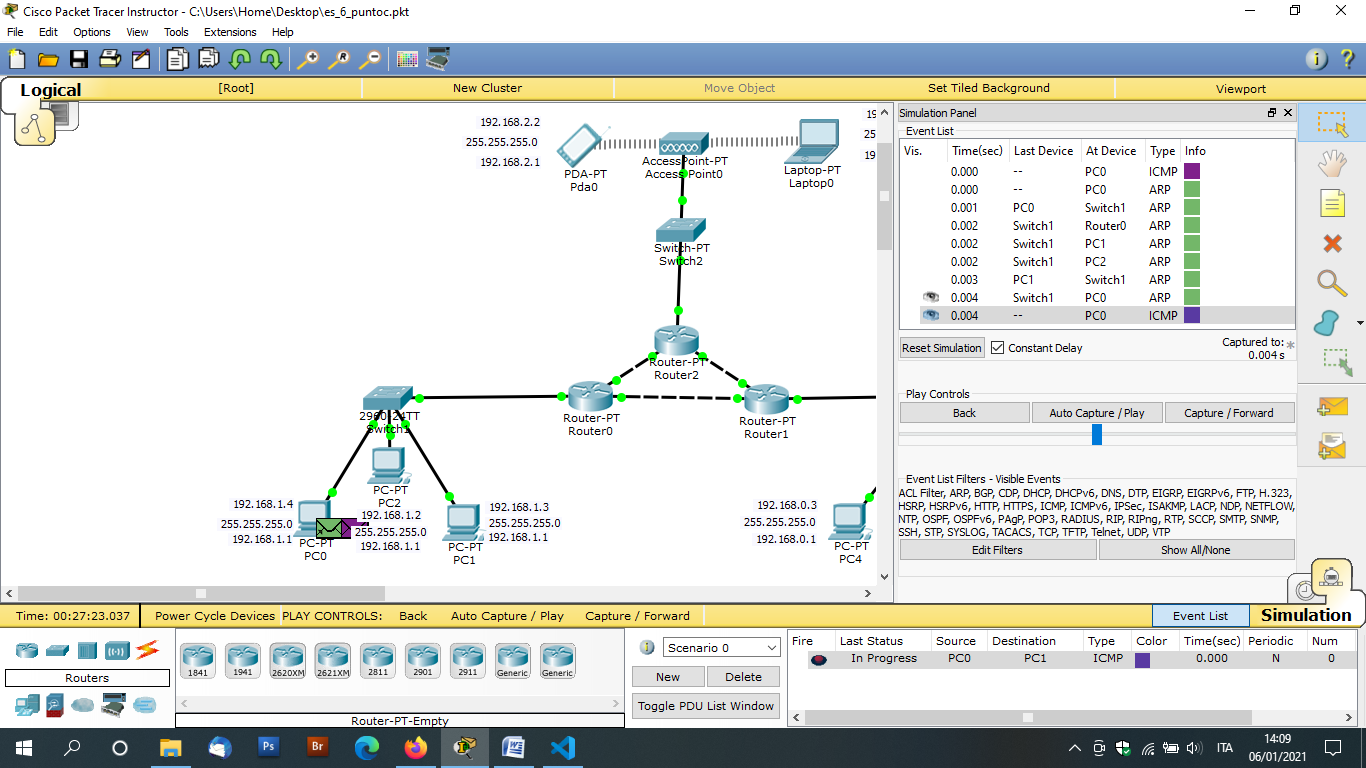 Cisco Packet Tracer Instructor - C:\Users\Home\Desktop\es_6_puntoc.pkt
File Edit Options View Tools Extensions Help
Logical [Root] New Cluster Move Object Set Tiled Background Viewport
192.168.2.2
255.255.255.0
192.168.2.1
PDA-PT
Pda0
AccessPoint-PT
Access Point0
Laptop-PT
Laptop0
19
25
19
Switch-PT
Switch2
Router-PT
Router2
2960-24TT
Switch1
Router-PT
Router0
Router-PT
Router1
PC-PT
PC2
192.168.1.2
255.255.255.0
192.168.1.1
192.168.1.4
255.255.255.0
192.168.1.1
PC-PT
PC0
192.168.1.3
255.255.255.0
192.168.1.1
PC-PT
PC1
192.168.0.3
255.255.255.0
192.168.0.1
PC-PT
PC4
Simulation Panel
Event List
Vis. Time(sec) Last Device At Device Type Info
0.000 -- PC0 ICMP
0.000 -- PC0 ARP
0.001 PC0 Switch1 ARP
0.002 Switch1 Router0 ARP
0.002 Switch1 PC1 ARP
0.002 Switch1 PC2 ARP
0.003 PC1 Switch1 ARP
0.004 Switch1 PC0 ARP
0.004 -- PC0 ICMP
Reset Simulation Constant Delay Captured to: *
0.004 s
Play Controls
Back Auto Capture / Play Capture / Forward
Event List Filters - Visible Events
ACL Filter, ARP, BGP, CDP, DHCP, DHCPv6, DNS, DTP, EIGRP, EIGRPv6, FTP, H.323,
HSRP, HSRPv6, HTTP, HTTPS, ICMP, ICMPv6, IPSec, ISAKMP, LACP, NDP, NETFLOW,
NTP, OSPF, OSPFv6, PAgP, POP3, RADIUS, RIP, RIPng, RTP, SCCP, SMTP, SNMP,
SSH, STP, SYSLOG, TACACS, TCP, TFTP, Telnet, UDP, VTP
Edit Filters Show All/None
Time: 00:27:23.037 Power Cycle Devices PLAY CONTROLS: Back Auto Capture / Play Capture / Forward Event List Simulation
Routers
1841 1941 2620XM 2621XM 2811 2901 2911 Generic Generic
Router-PT-Empty
Scenario 0
New Delete
Toggle PDU List Window
Fire Last Status Source Destination Type Color Time(sec) Periodic Num
In Progress PC0 PC1 ICMP 0.000 N 0
Ps Br
ITA
14:09
06/01/2021